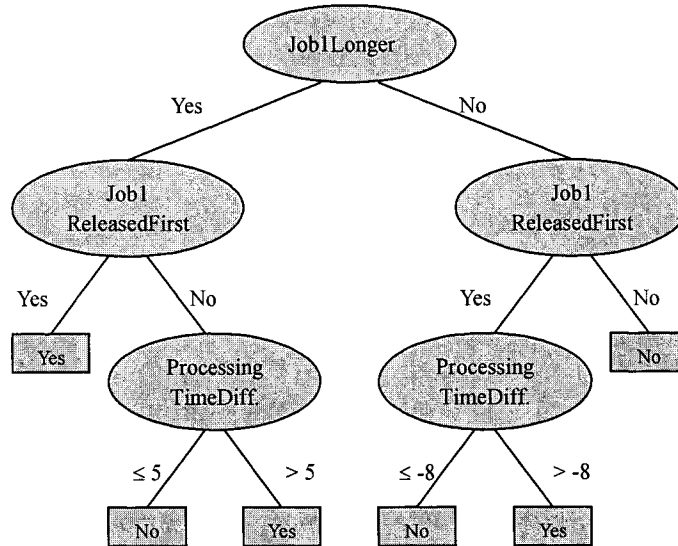 Job1Longer
Yes
No
Job1
ReleasedFirst
Job1
ReleasedFirst
Yes
No
Yes
No
Yes
Processing
TimeDiff.
Processing
TimeDiff.
No
≤ 5
> 5
≤ -8
> -8
No
Yes
No
Yes